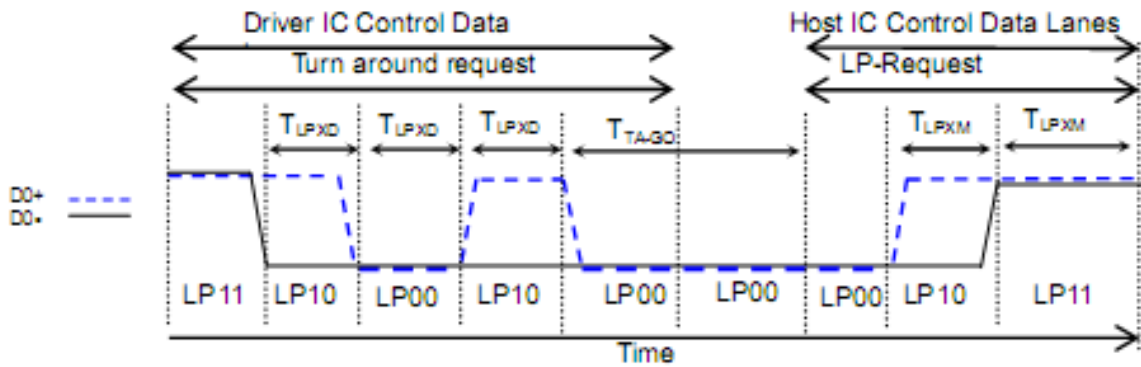 Driver IC Control Data Host IC Control Data Lanes
Turn around request LP-Request
TLPXD TLPXD TLPXD TTA-GO TLPXM TLPXM
D0+
D0-
LP11 LP10 LP00 LP10 LP00 LP00 LP00 LP10 LP11
Time